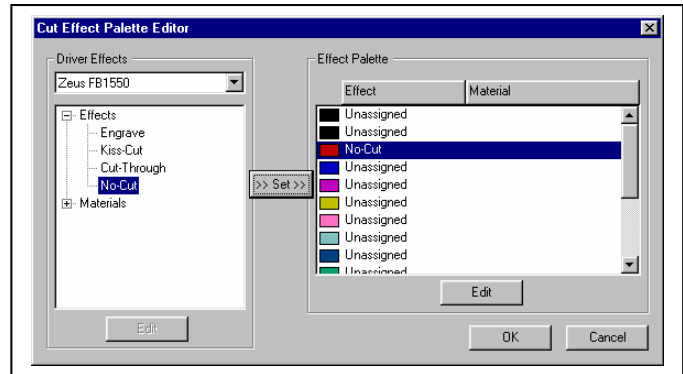 Cut Effect Palette Editor
Driver Effects
Zeus FB1550
Effects
Engrave
Kiss-Cut
Cut-Through
No-Cut
Materials
Edit
>> Set >>
Effect Palette
Effect Material
Unassigned
Unassigned
No-Cut
Unassigned
Unassigned
Unassigned
Unassigned
Unassigned
Unassigned
Unassigned
Edit
OK Cancel